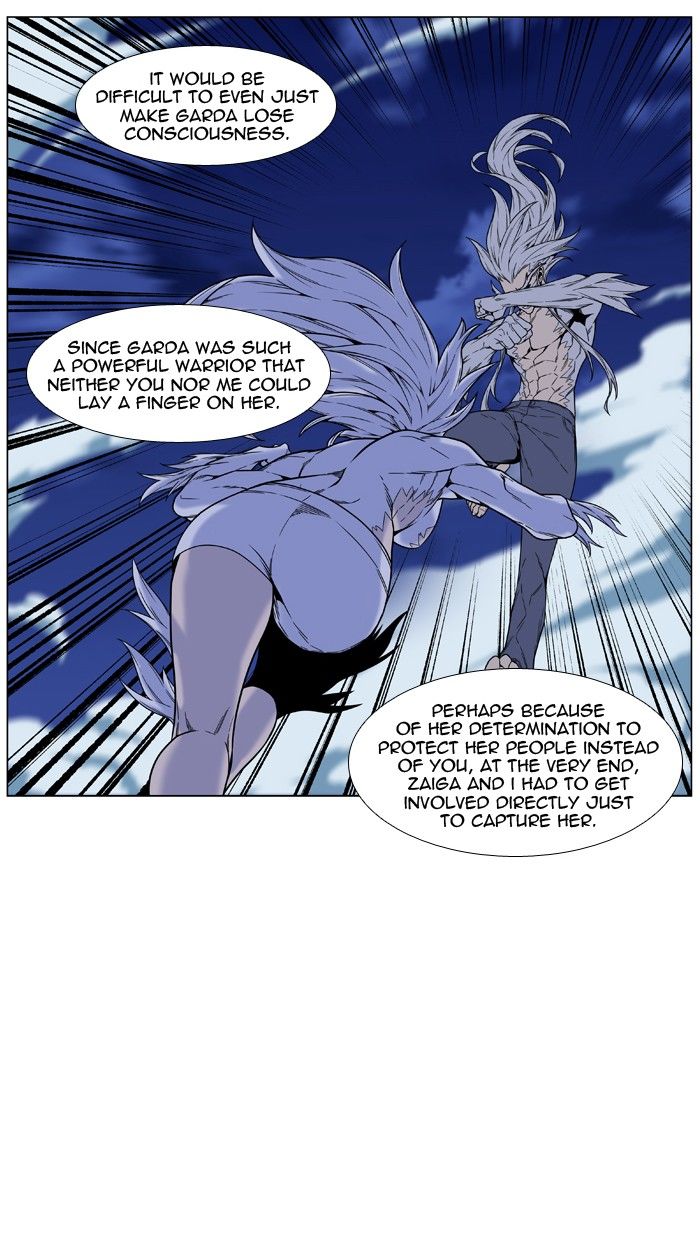 IT WOULD BE
DIFFICULT TO EVEN JUST
MAKE GARDA LOSE
CONSCIOUSNESS.
SINCE GARDA WAS SUCH
A POWERFUL WARRIOR THAT
NEITHER YOU NOR ME COULD
LAY A FINGER ON HER.
PERHAPS BECAUSE
OF HER DETERMINATION TO
PROTECT HER PEOPLE INSTEAD
OF YOU, AT THE VERY END,
ZAIGA AND I HAD TO GET
INVOLVED DIRECTLY JUST
TO CAPTURE HER.